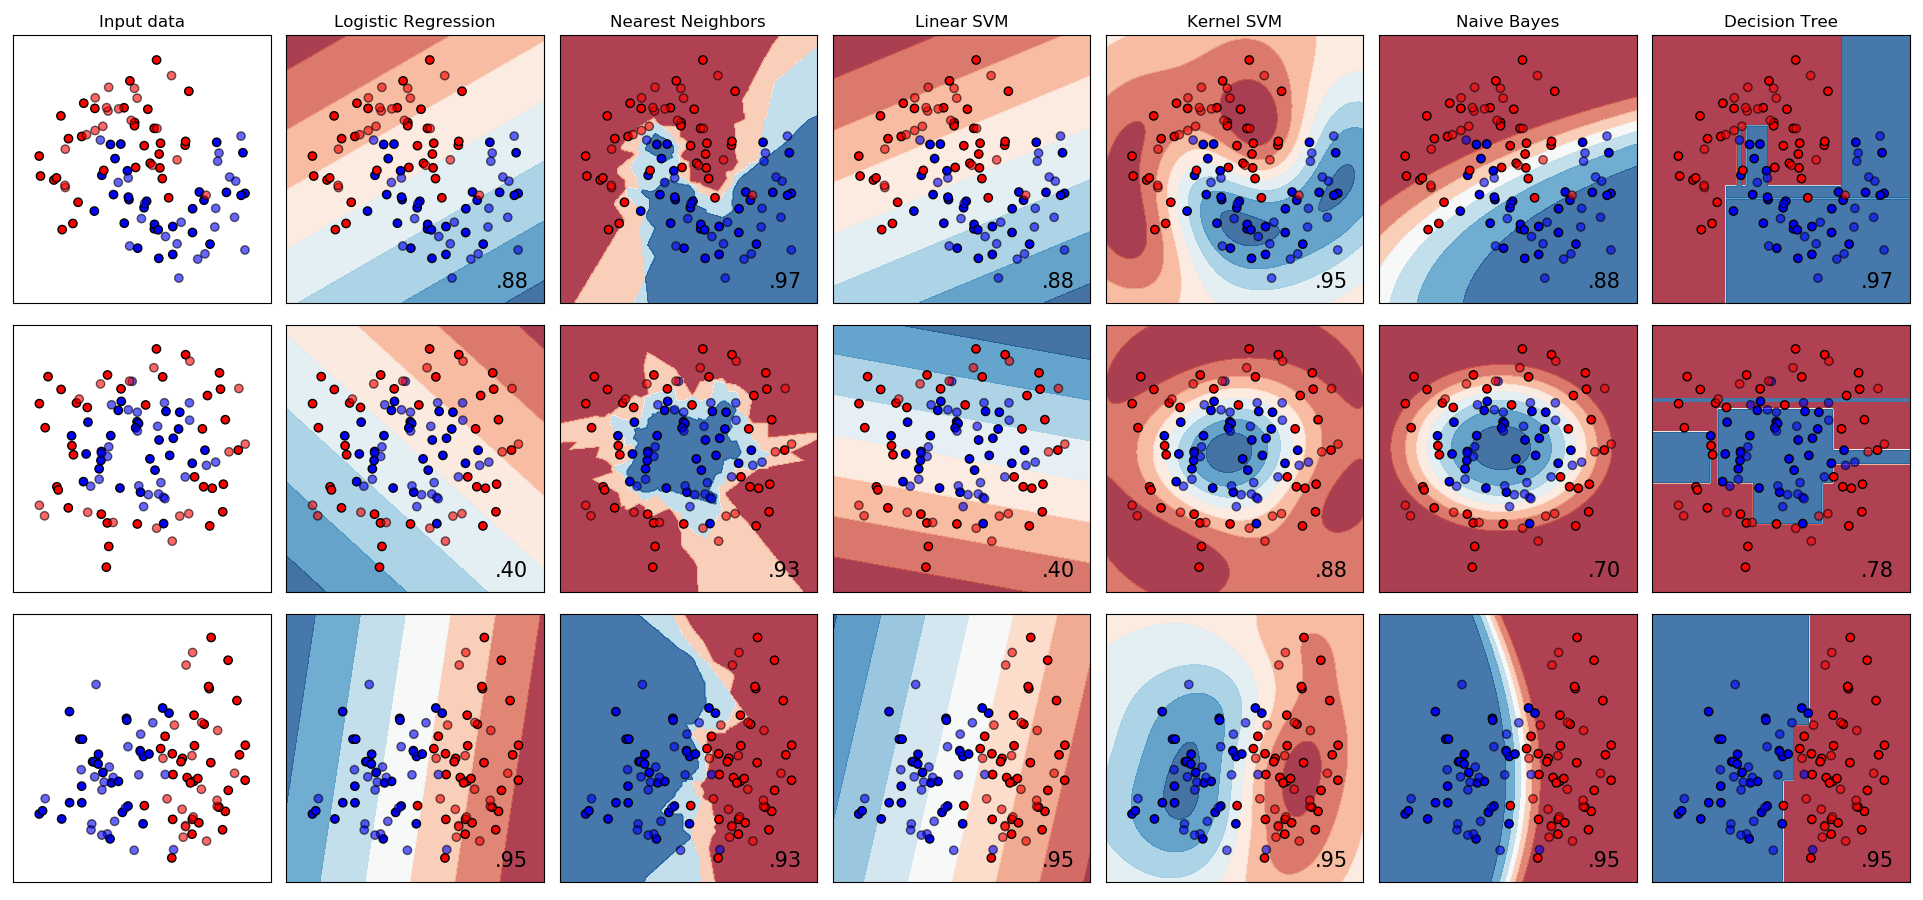 Input data Logistic Regression Nearest Neighbors Linear SVM Kernel SVM Naive Bayes Decision Tree
.88 .97 .88 .95 .88 .97
.40 .93 .40 .88 .70 .78
.95 .93 .95 .95 .95 .95